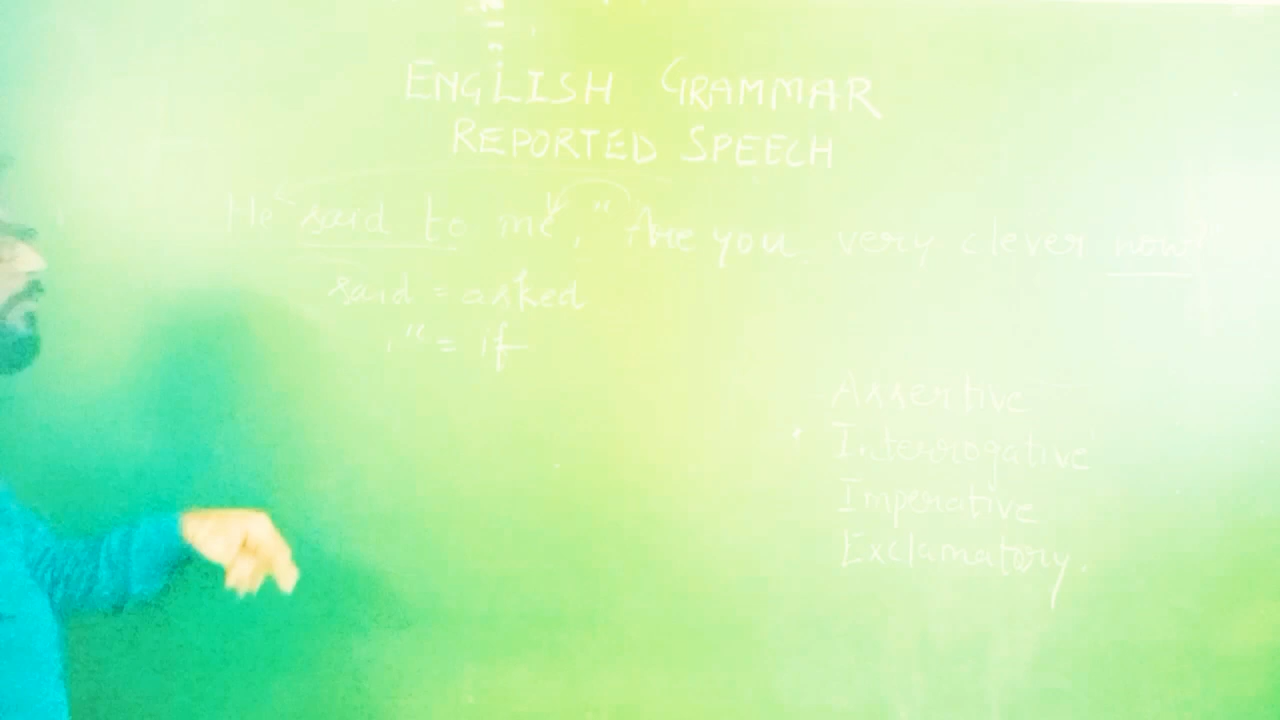 ENGLISH GRAMMAR
REPORTED SPEECH
He said to me, " Are you very clever now?"
said = asked
," = if
Assertive
Interrogative
Imperative
Exclamatory.